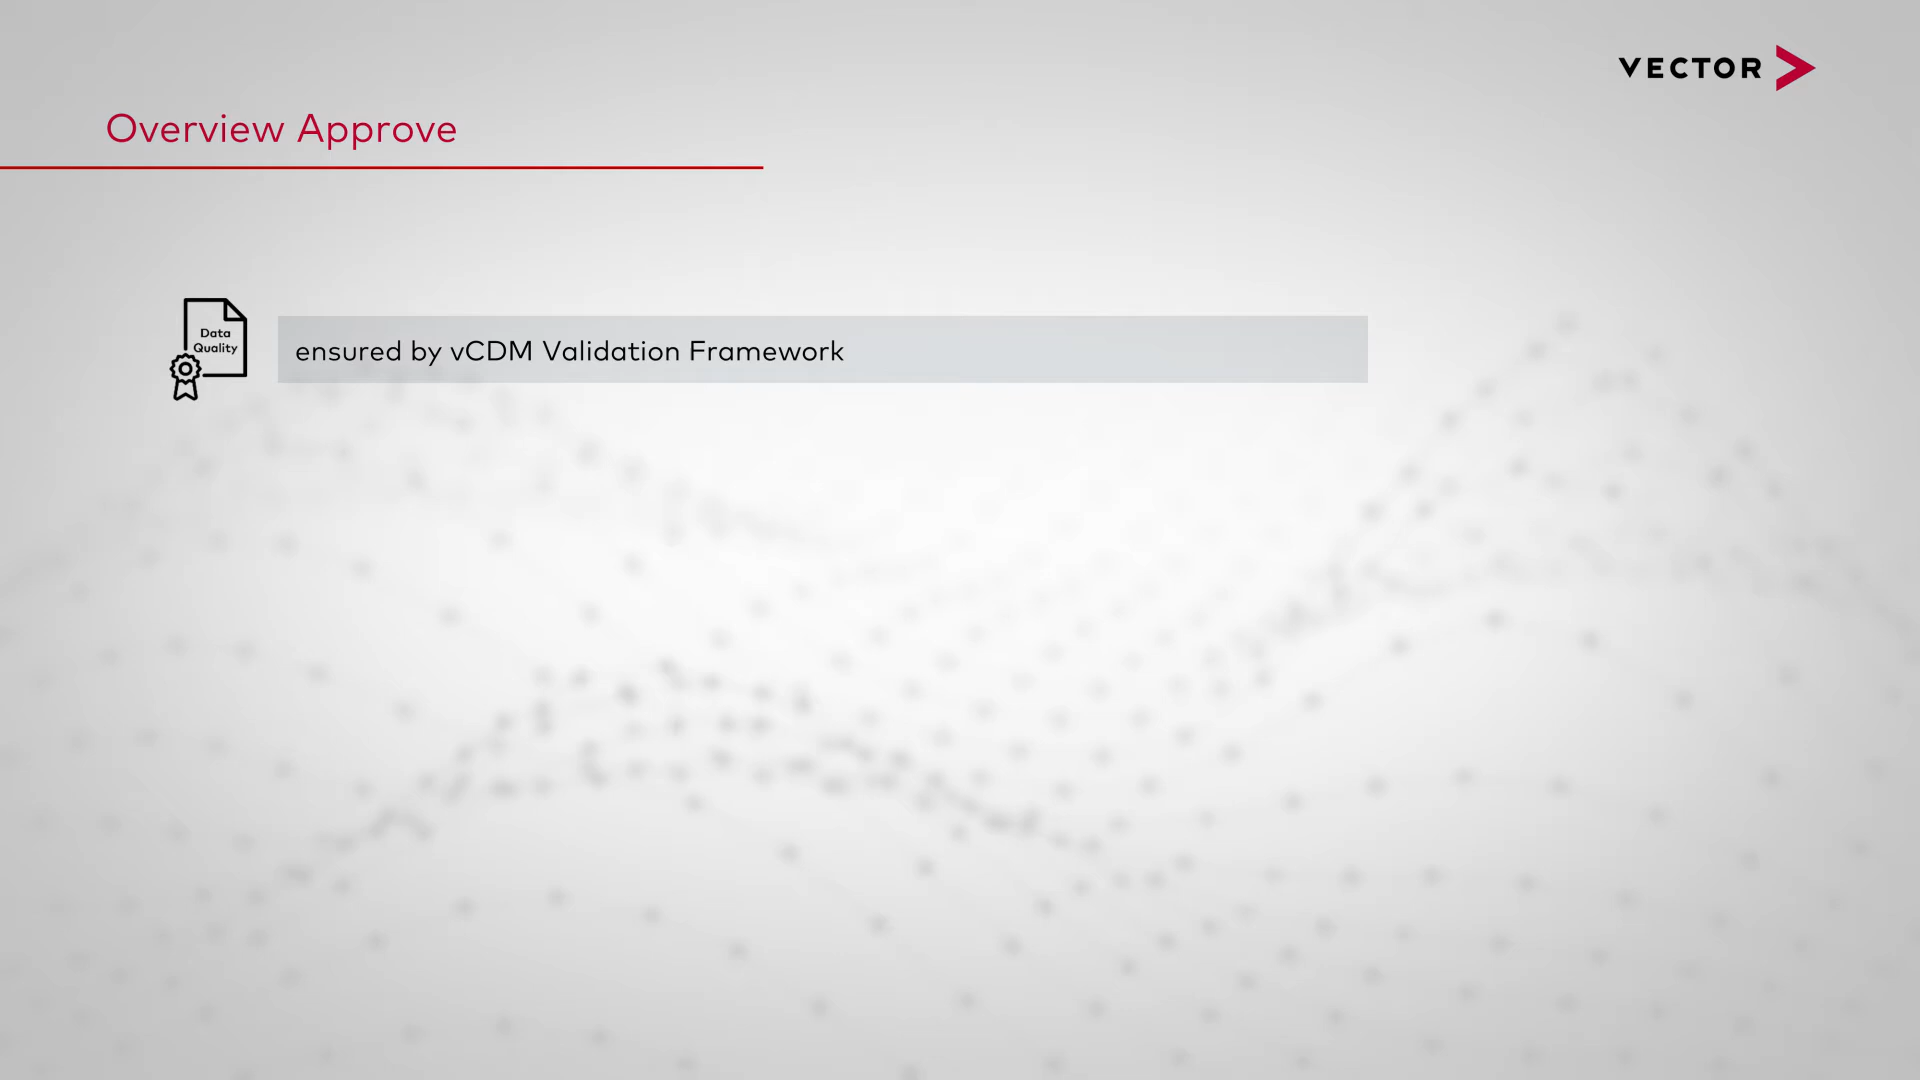 VECTOR
Overview Approve
Data
Quality
ensured by vCDM Validation Framework